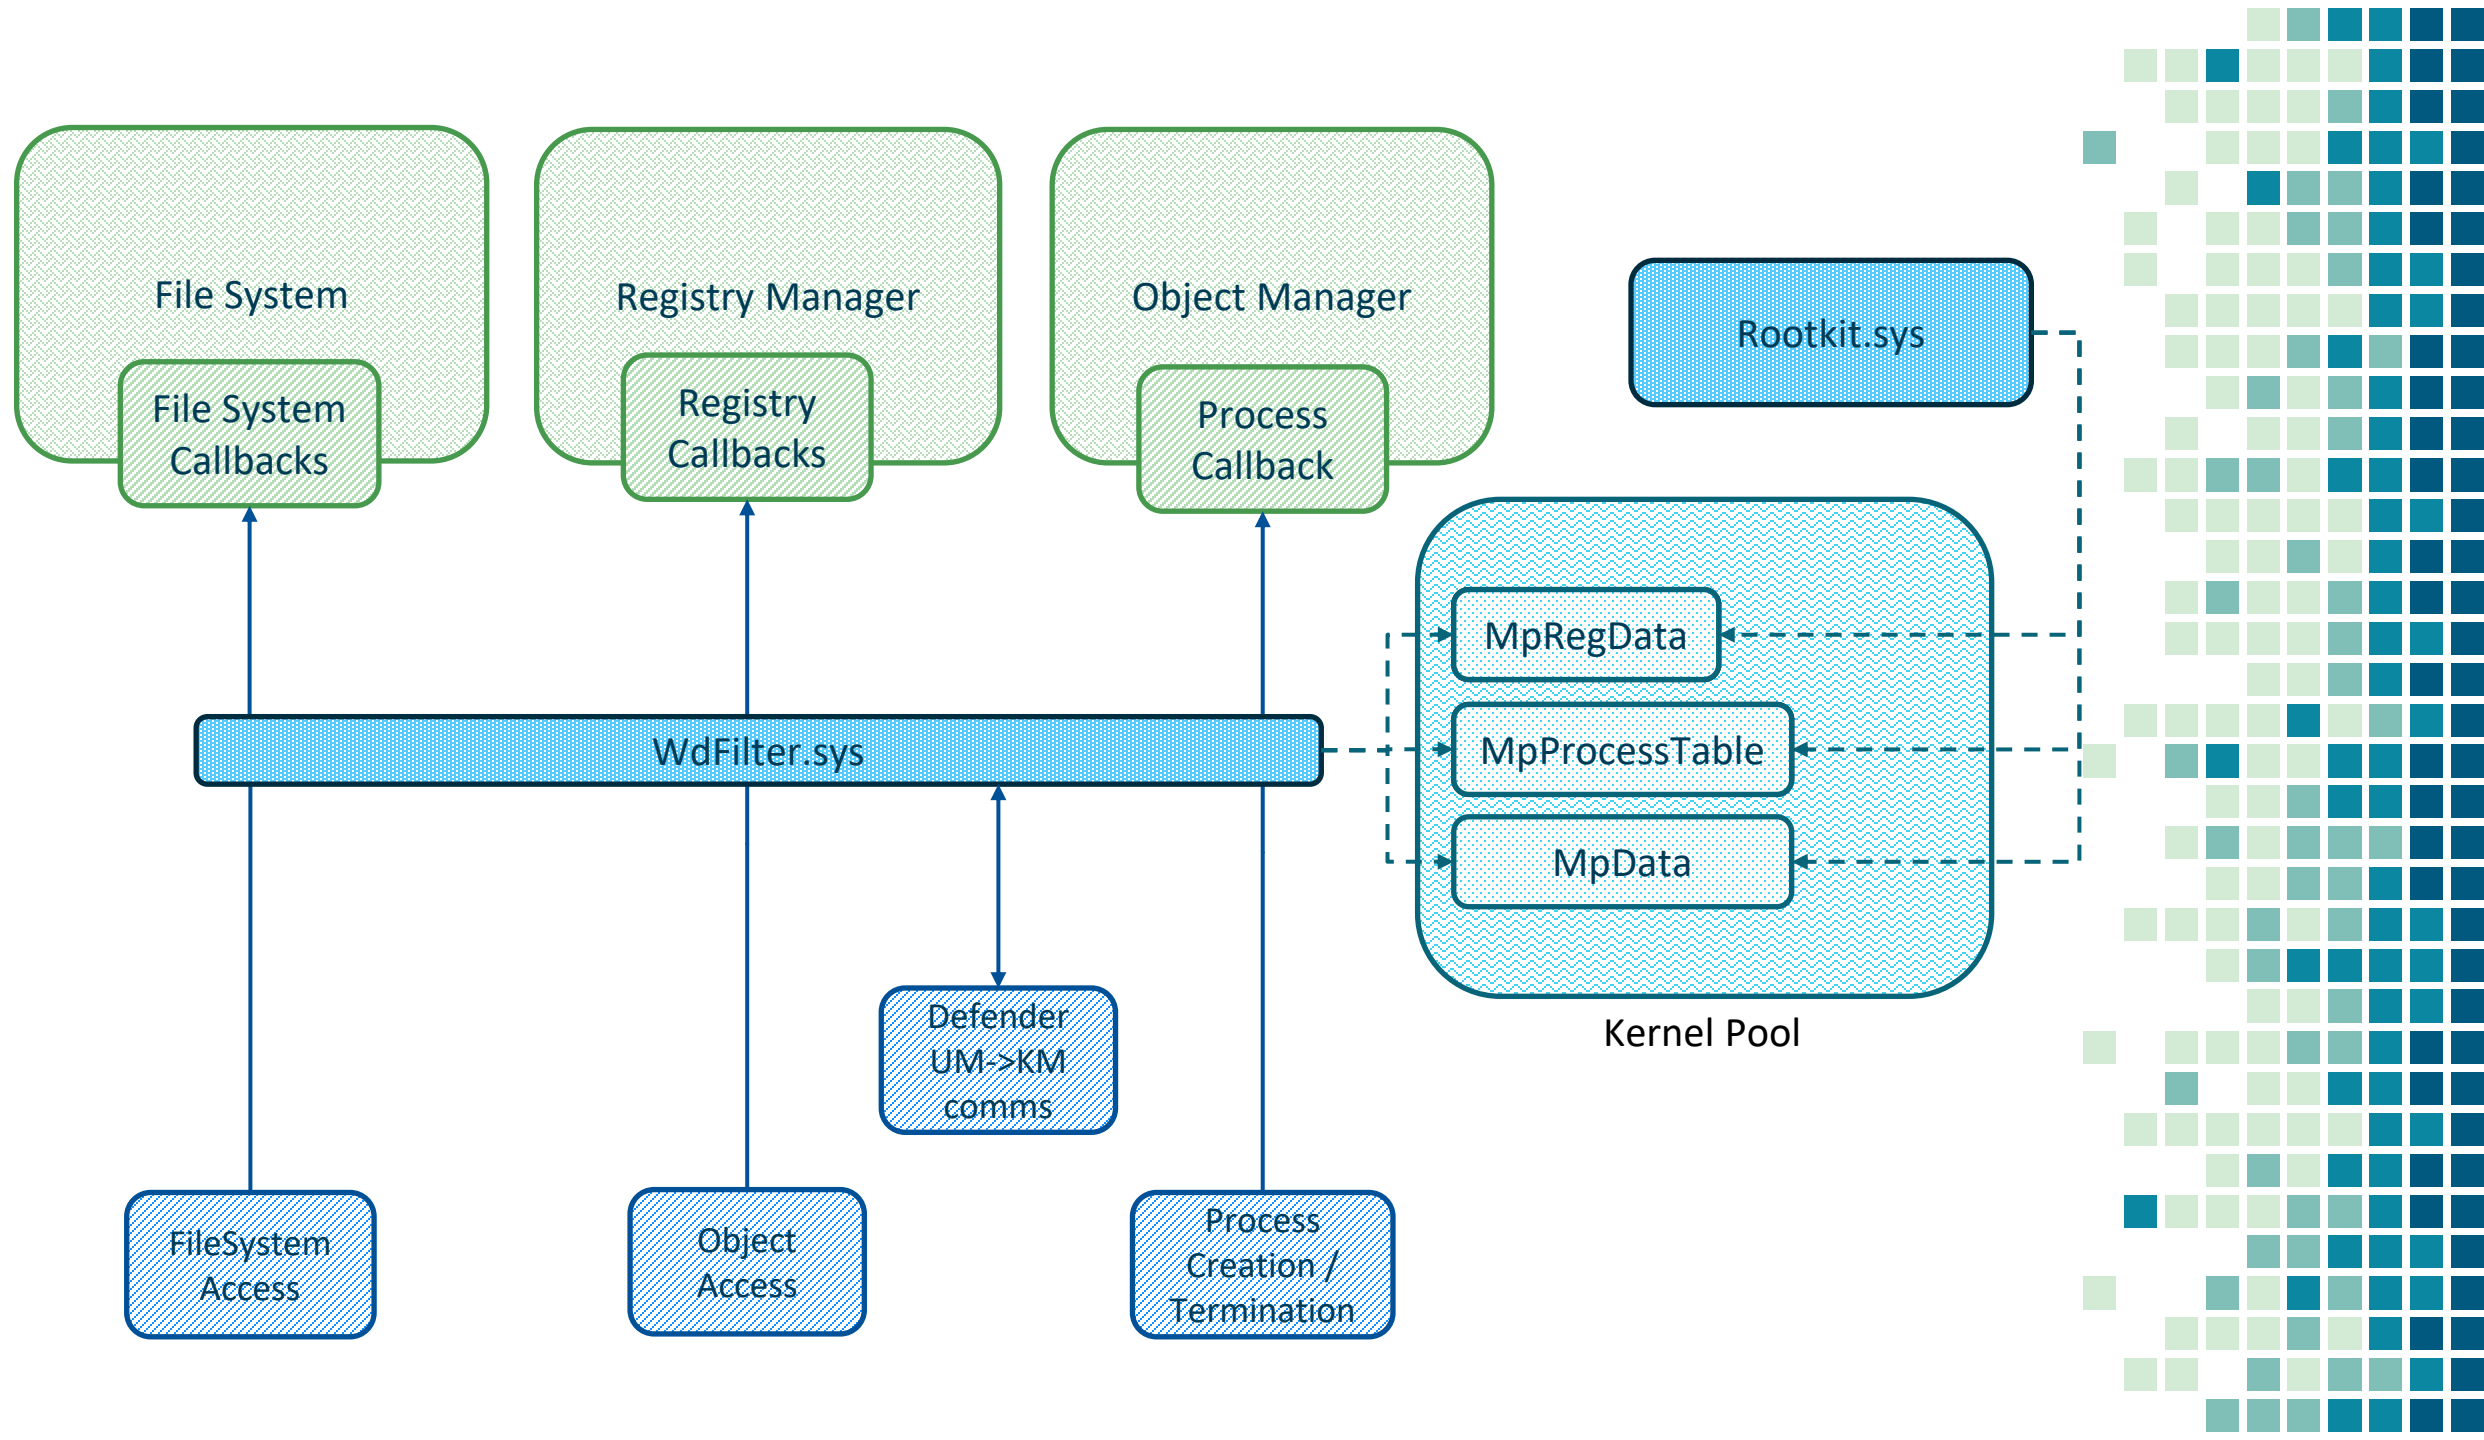 File System
File System
Callbacks
Registry Manager
Registry
Callbacks
Object Manager
Process
Callback
Rootkit.sys
MpRegData
MpProcessTable
MpData
Kernel Pool
WdFilter.sys
Defender
UM->KM
comms
FileSystem
Access
Object
Access
Process
Creation /
Termination